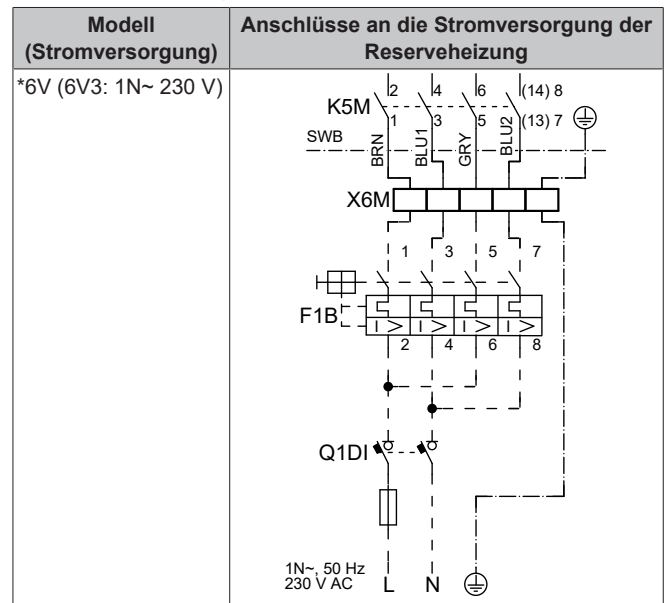 Modell (Stromversorgung)
Anschlüsse an die Stromversorgung der Reserveheizung
*6V (6V3: 1N~ 230 V)
2 4 6 (14) 8
K5M
1 3 5 (13) 7
SWB
BRN BLU1 GRY BLU2
X6M
1 3 5 7
F1B
I > I > I > I >
2 4 6 8
Q1DI
1N~, 50 Hz
230 V AC
L N